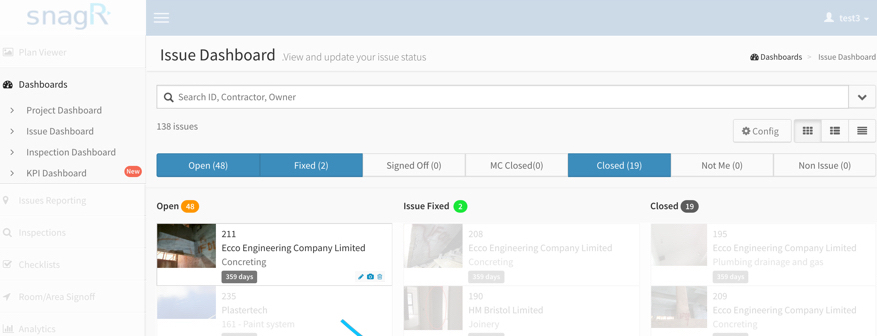 snagR
test3
Plan Viewer
Issue Dashboard View and update your issue status
Dashboards > Issue Dashboard
Dashboards
Search ID, Contractor, Owner
> Project Dashboard
138 issues
> Issue Dashboard
Config
> Inspection Dashboard
> KPI Dashboard New
Open (48) Fixed (2) Signed Off (0) MC Closed(0) Closed (19) Not Me (0) Non Issue (0)
Issues Reporting
Inspections
Checklists
Room/Area Signoff
Analytics
Open 48
211
Ecco Engineering Company Limited
Concreting
359 days
235
Plastertech
161 - Paint system
Issue Fixed 2
208
Ecco Engineering Company Limited
Concreting
359 days
190
HM Bristol Limited
Joinery
Closed 19
195
Ecco Engineering Company Limited
Plumbing drainage and gas
359 days
209
Ecco Engineering Company Limited
Concreting